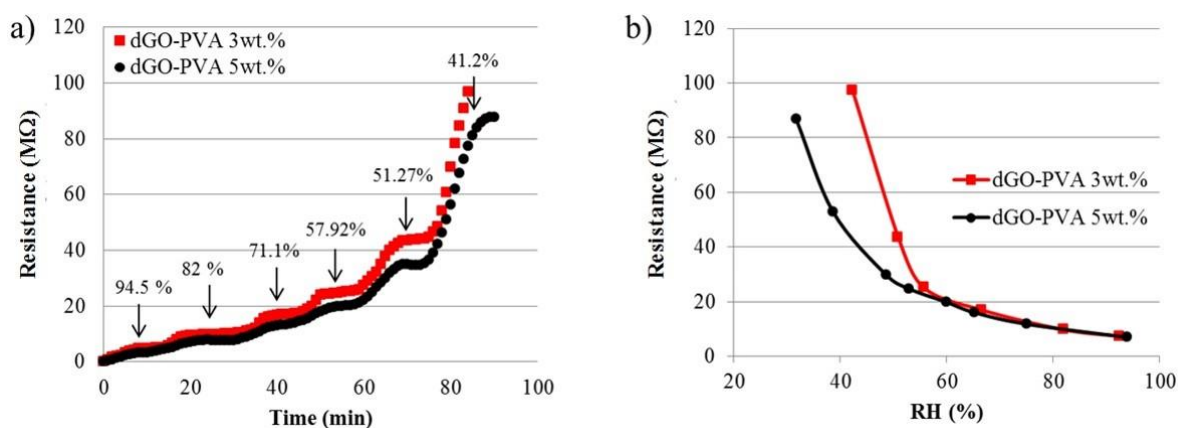 a)
Resistance (MΩ)
120
100
80
60
40
20
0
dGO-PVA 3wt.%
dGO-PVA 5wt.%
94.5 %
82 %
71.1%
57.92%
51.27%
41.2%
0 20 40 60 80 100
Time (min)
b)
Resistance (MΩ)
120
100
80
60
40
20
0
dGO-PVA 3wt.%
dGO-PVA 5wt.%
20 40 60 80 100
RH (%)